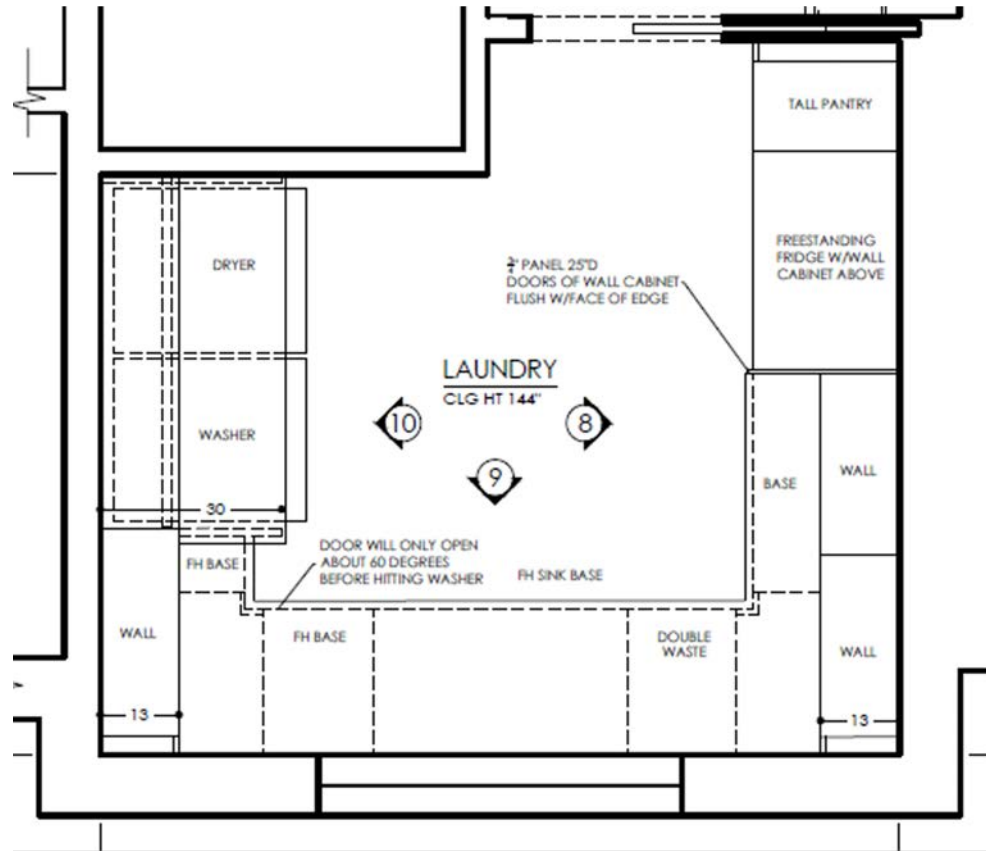 TALL PANTRY
FREESTANDING
FRIDGE W/WALL
CABINET ABOVE
DRYER
¾" PANEL 25"D
DOORS OF WALL CABINET
FLUSH W/FACE OF EDGE
LAUNDRY
CLG HT 144"
10
8
9
WASHER
30
BASE
WALL
DOOR WILL ONLY OPEN
ABOUT 60 DEGREES
BEFORE HITTING WASHER
FH BASE
FH SINK BASE
WALL
FH BASE
DOUBLE
WASTE
WALL
13
13